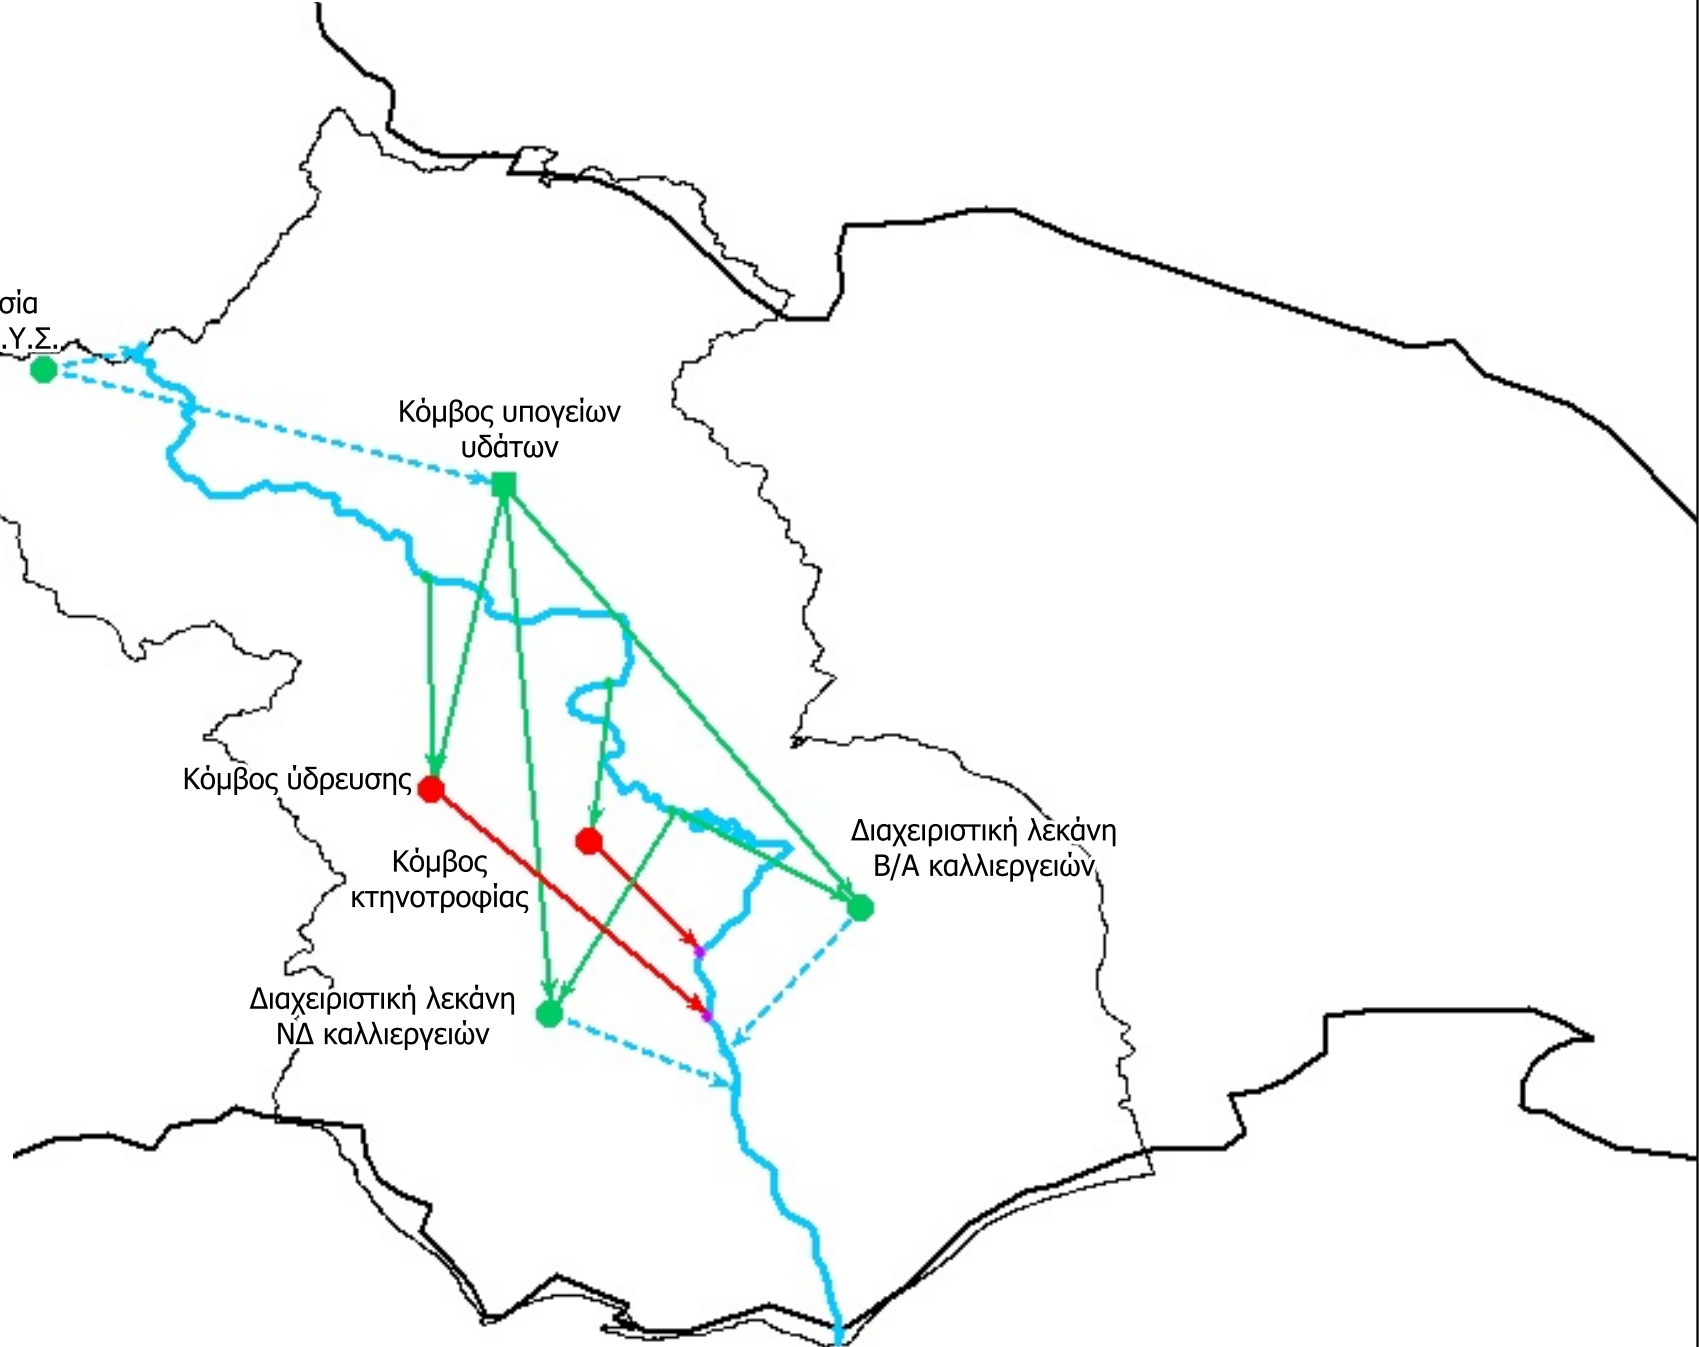 σία
.Υ.Σ.
Κόμβος υπογείων
υδάτων
Κόμβος ύδρευσης
Διαχειριστική λεκάνη
Β/Α καλλιεργειών
Κόμβος
κτηνοτροφίας
Διαχειριστική λεκάνη
ΝΔ καλλιεργειών